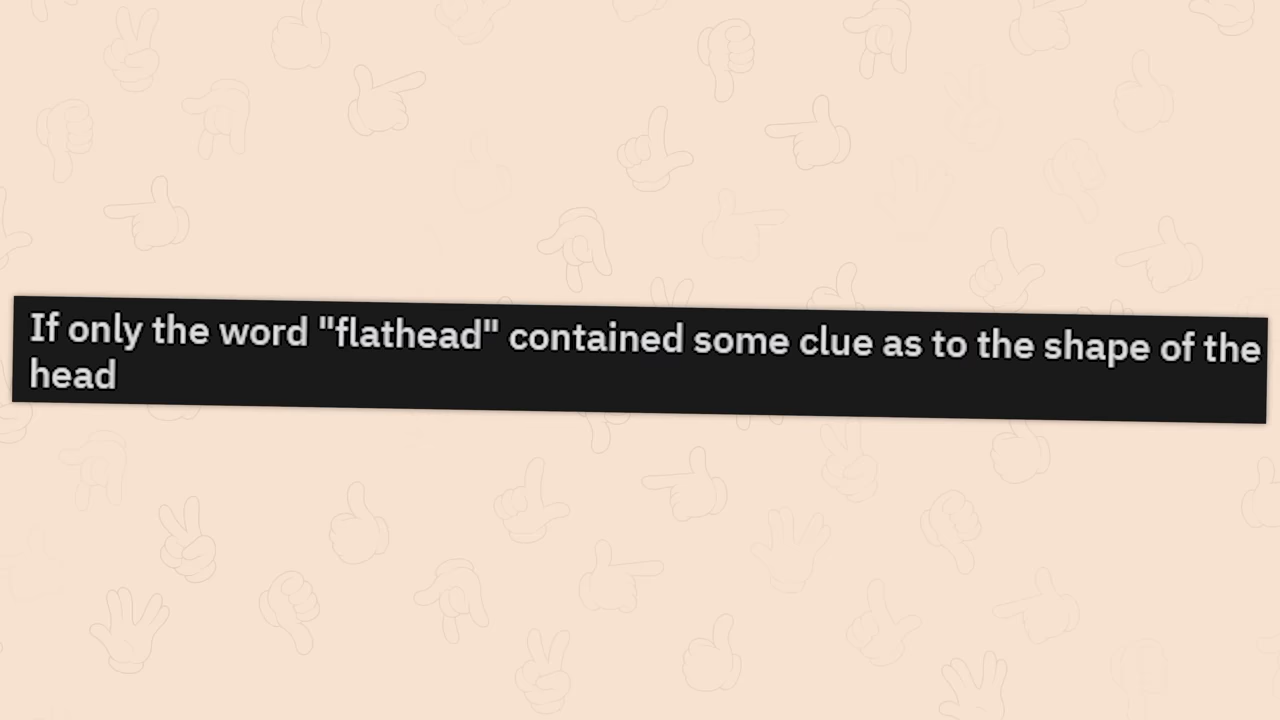 If only the word "flathead" contained some clue as to the shape of the
head